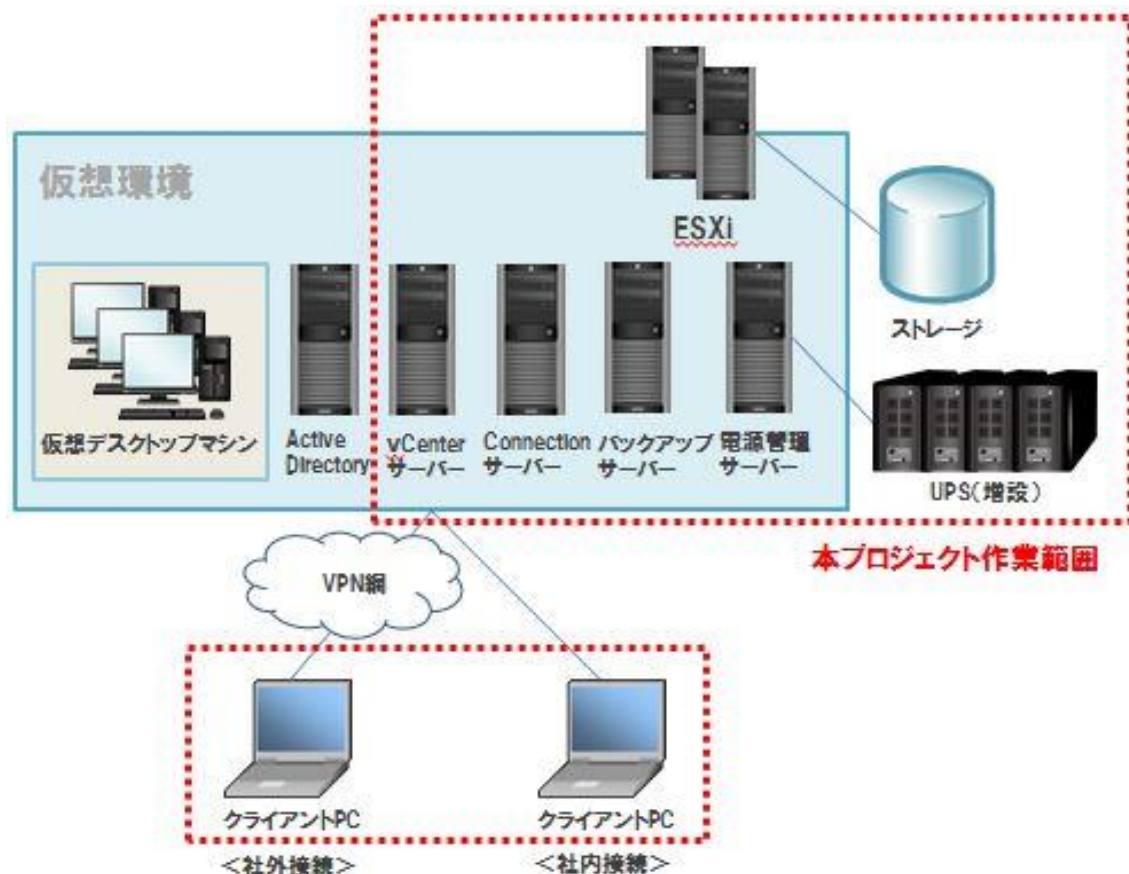 仮想環境
ESXi
ストレージ
仮想デスクトップマシン
Active
Directory
vCenter
サーバー
Connection
サーバー
バックアップ
サーバー
電源管理
サーバー
UPS(増設)
本プロジェクト作業範囲
VPN網
クライアントPC
クライアントPC
<社外接続>
<社内接続>